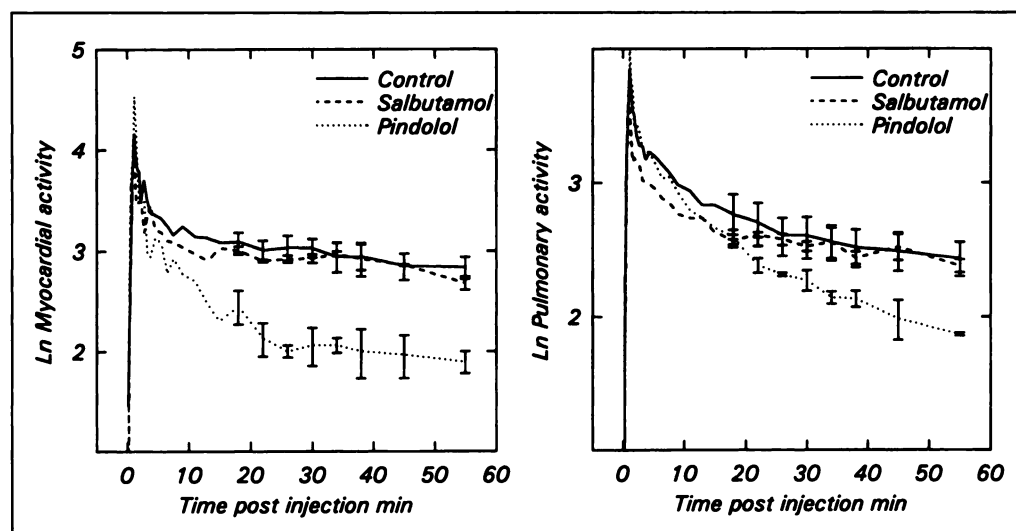 5
4
3
2
Ln Myocardial activity
Control
Salbutamol
Pindolol
0 10 20 30 40 50 60
Time post injection min
3
2
Ln Pulmonary activity
Control
Salbutamol
Pindolol
0 10 20 30 40 50 60
Time post injection min